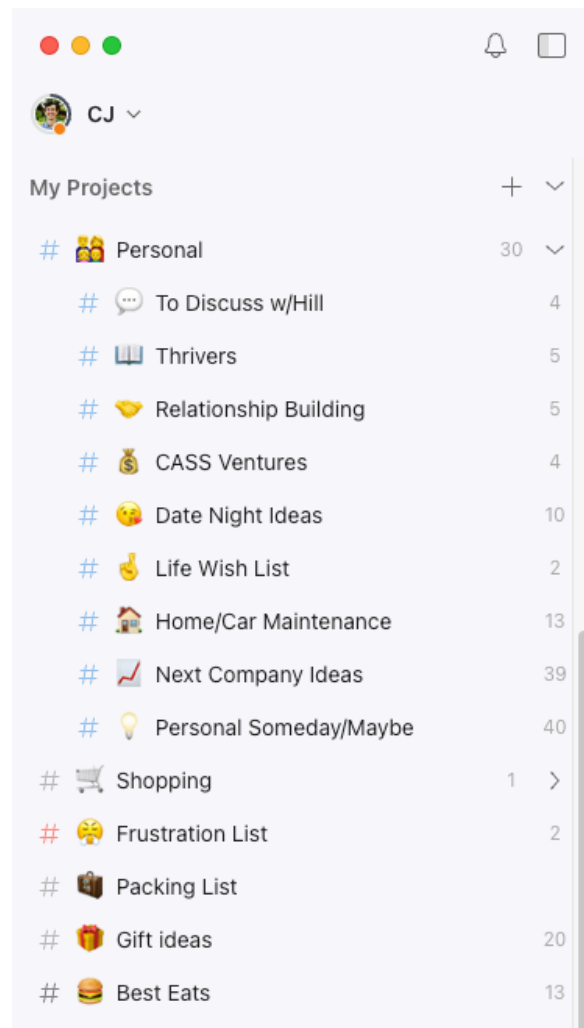 CJ
My Projects
# Personal 30
# To Discuss w/Hill 4
# Thrivers 5
# Relationship Building 5
# CASS Ventures 4
# Date Night Ideas 10
# Life Wish List 2
# Home/Car Maintenance 13
# Next Company Ideas 39
# Personal Someday/Maybe 40
# Shopping 1
# Frustration List 2
# Packing List
# Gift ideas 20
# Best Eats 13